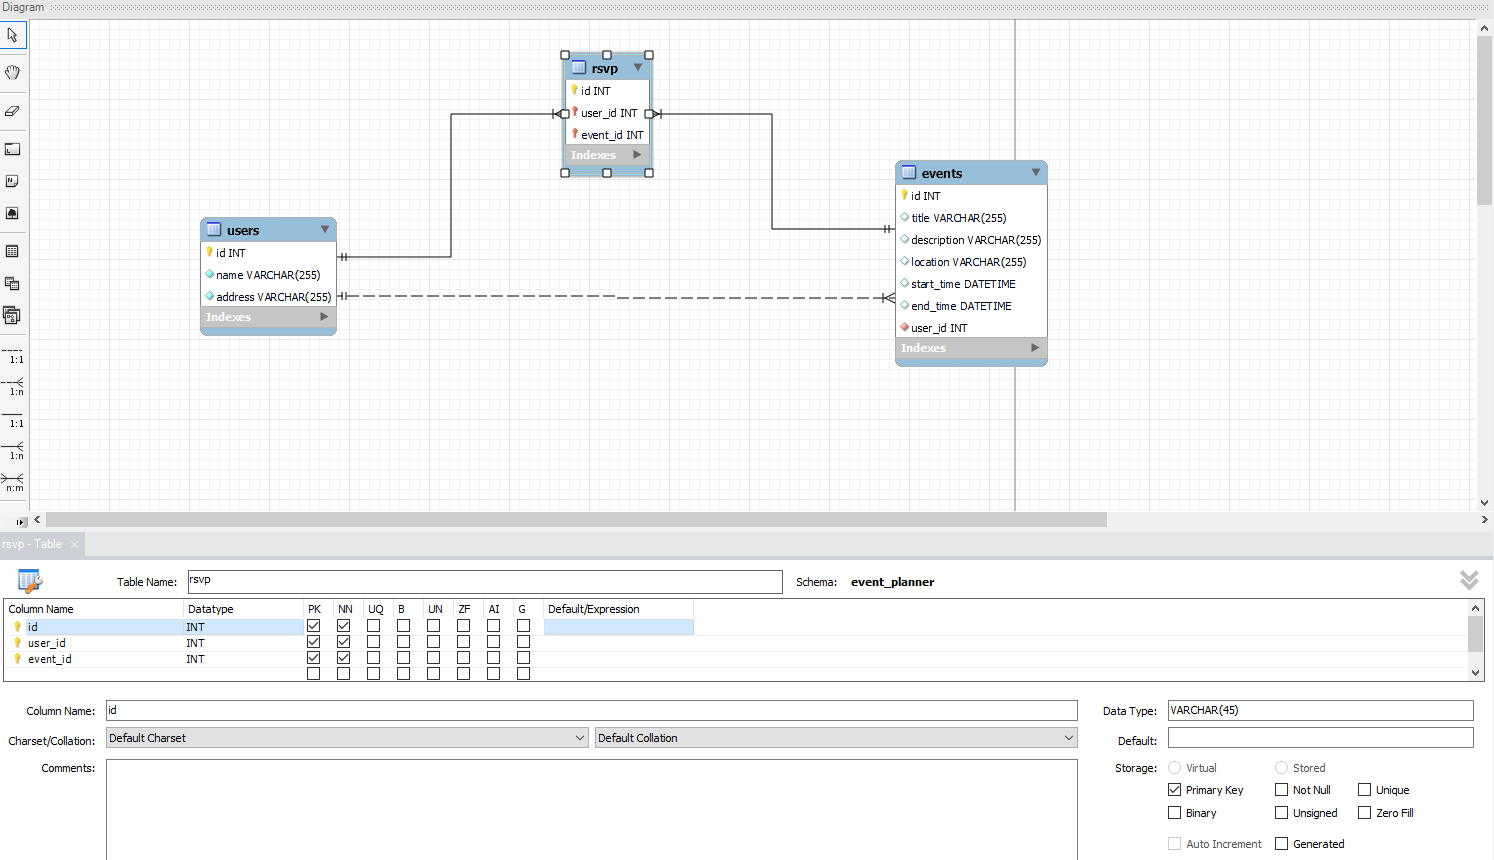 Diagram
rsvp
id INT
user_id INT
event_id INT
Indexes
events
id INT
title VARCHAR(255)
description VARCHAR(255)
location VARCHAR(255)
start_time DATETIME
end_time DATETIME
user_id INT
Indexes
users
id INT
name VARCHAR(255)
address VARCHAR(255)
Indexes
1:1
1:n
1:1
1:n
n:m
rsvp - Table
Table Name: rsvp Schema: event_planner
Column Name Datatype PK NN UQ B UN ZF AI G Default/Expression
id INT
user_id INT
event_id INT
Column Name: id Data Type: VARCHAR(45)
Charset/Collation: Default Charset Default Collation Default:
Comments: Storage: Virtual Stored
Primary Key Not Null Unique
Binary Unsigned Zero Fill
Auto Increment Generated